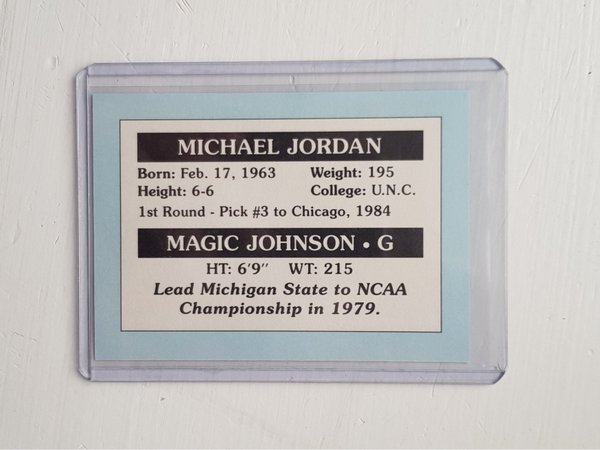 MICHAEL JORDAN
Born: Feb. 17, 1963 Weight: 195
Height: 6-6 College: U.N.C.
1st Round - Pick #3 to Chicago, 1984
MAGIC JOHNSON • G
HT: 6'9" WT: 215
Lead Michigan State to NCAA
Championship in 1979.